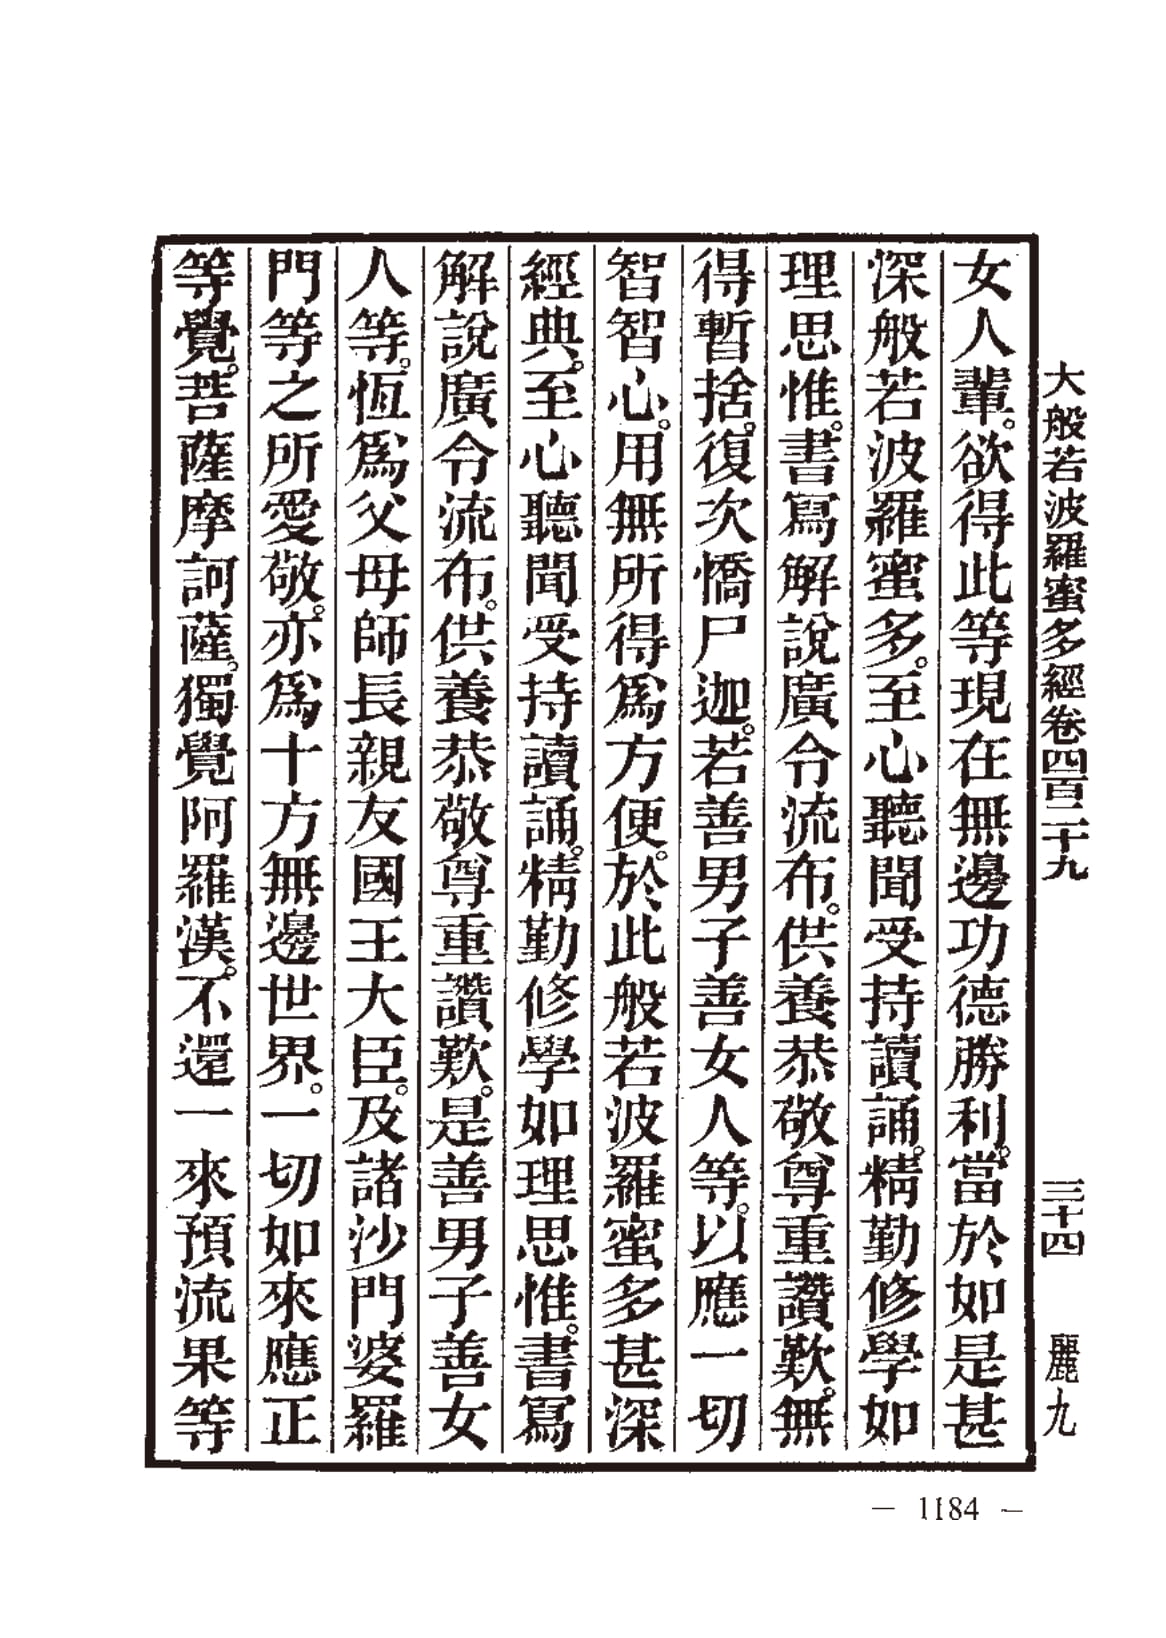 大般若波羅蜜多經卷四百二十九 三十四 麗九
女人輩。欲得此等現在無邊功德勝利。當於如是甚
深般若波羅蜜多。至心聽聞受持讀誦。精勤修學如
理思惟。書寫解說廣令流布。供養恭敬尊重讚歎。無
得暫捨。復次憍尸迦。若善男子善女人等。以應一切
智智心。用無所得爲方便。於此般若波羅蜜多甚深
經典。至心聽聞受持讀誦。精勤修學如理思惟。書寫
解說廣令流布。供養恭敬尊重讚歎。是善男子善女
人等。恆爲父母師長親友國王大臣。及諸沙門婆羅
門等之所愛敬。亦爲十方無邊世界。一切如來應正
等覺。菩薩摩訶薩。獨覺阿羅漢。不還一來預流果等
— 1184 —